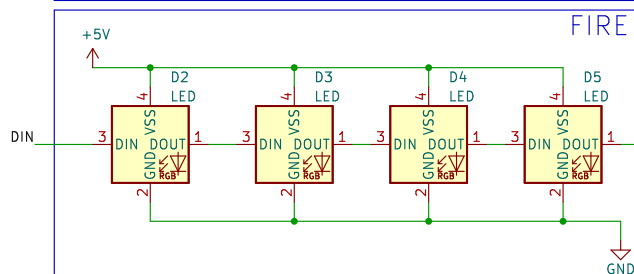 FIRE
+5V
D2
LED
D3
LED
D4
LED
D5
LED
4
4
4
4
VSS
VSS
VSS
VSS
DIN
3
DIN
DOUT
1
3
DIN
DOUT
1
3
DIN
DOUT
1
3
DIN
DOUT
1
GND
GND
GND
GND
RGB
RGB
RGB
RGB
2
2
2
2
GND